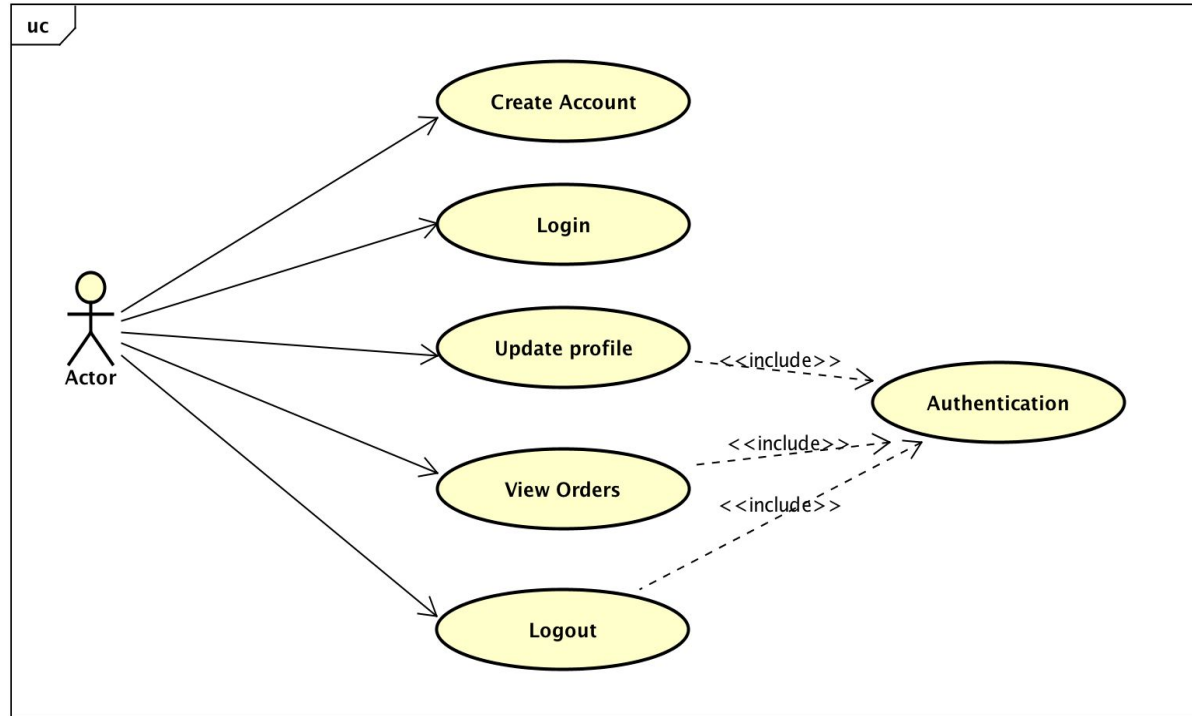 uc
Create Account
Login
Actor
Update profile
<<include>>
Authentication
<<include>>
View Orders
<<include>>
Logout